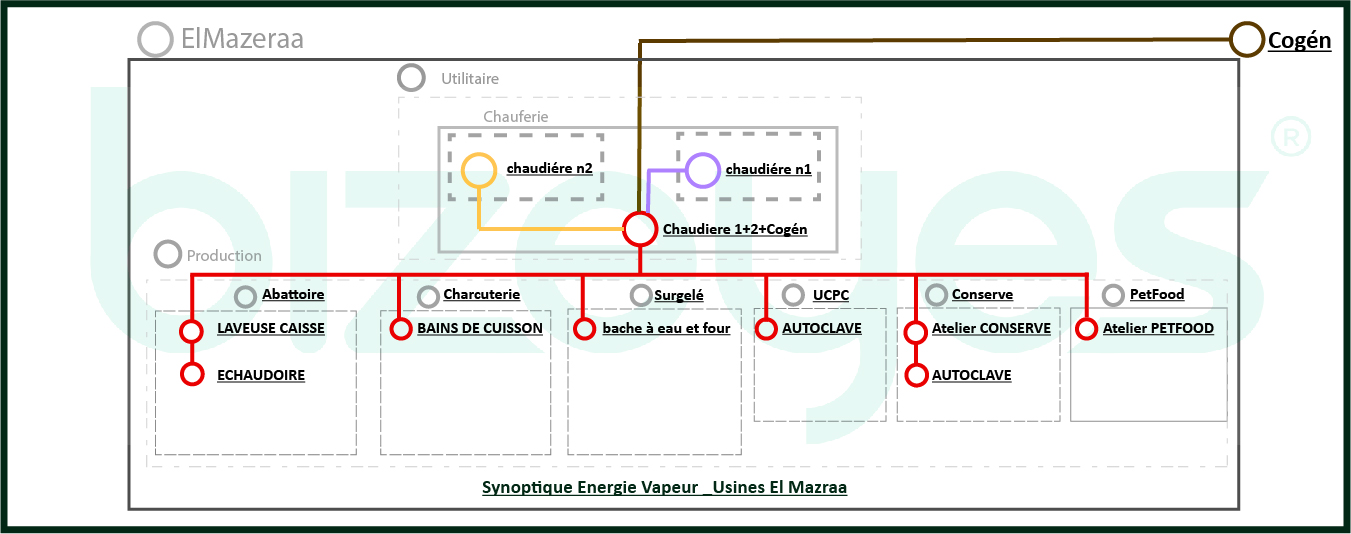 ElMazeraa
Cogén
Utilitaire
Chauferie
chaudiére n2
chaudiére n1
Chaudiere 1+2+Cogén
Production
Abattoire
Charcuterie
Surgelé
UCPC
Conserve
PetFood
LAVEUSE CAISSE
BAINS DE CUISSON
bache à eau et four
AUTOCLAVE
Atelier CONSERVE
Atelier PETFOOD
ECHAUDOIRE
AUTOCLAVE
Synoptique Energie Vapeur _Usines El Mazraa
bizeyes ®